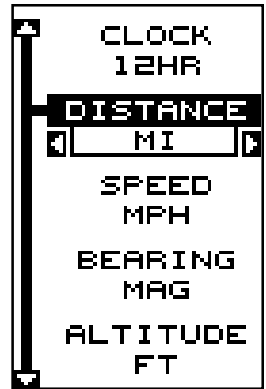 CLOCK
12HR
DISTANCE
MI
SPEED
MPH
BEARING
MAG
ALTITUDE
FT